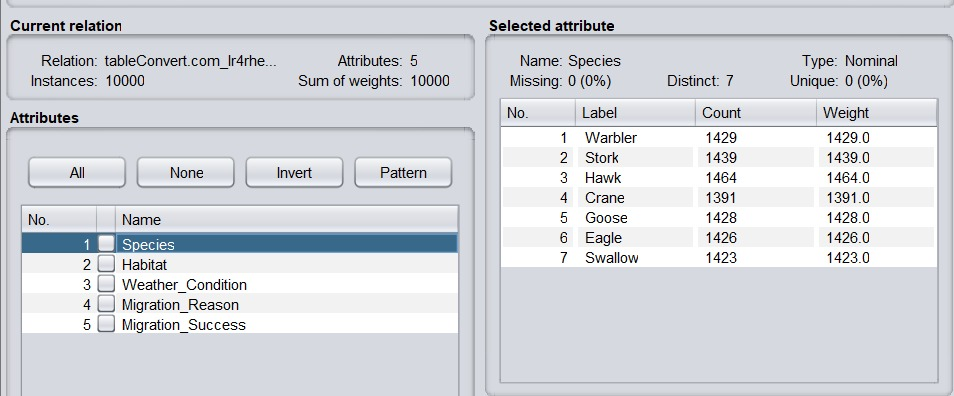 Current relation
Relation: tableConvert.com_lr4rhe... Attributes: 5
Instances: 10000 Sum of weights: 10000
Attributes
All None Invert Pattern
No. Name
1 Species
2 Habitat
3 Weather_Condition
4 Migration_Reason
5 Migration_Success
Selected attribute
Name: Species Type: Nominal
Missing: 0 (0%) Distinct: 7 Unique: 0 (0%)
No. Label Count Weight
1 Warbler 1429 1429.0
2 Stork 1439 1439.0
3 Hawk 1464 1464.0
4 Crane 1391 1391.0
5 Goose 1428 1428.0
6 Eagle 1426 1426.0
7 Swallow 1423 1423.0